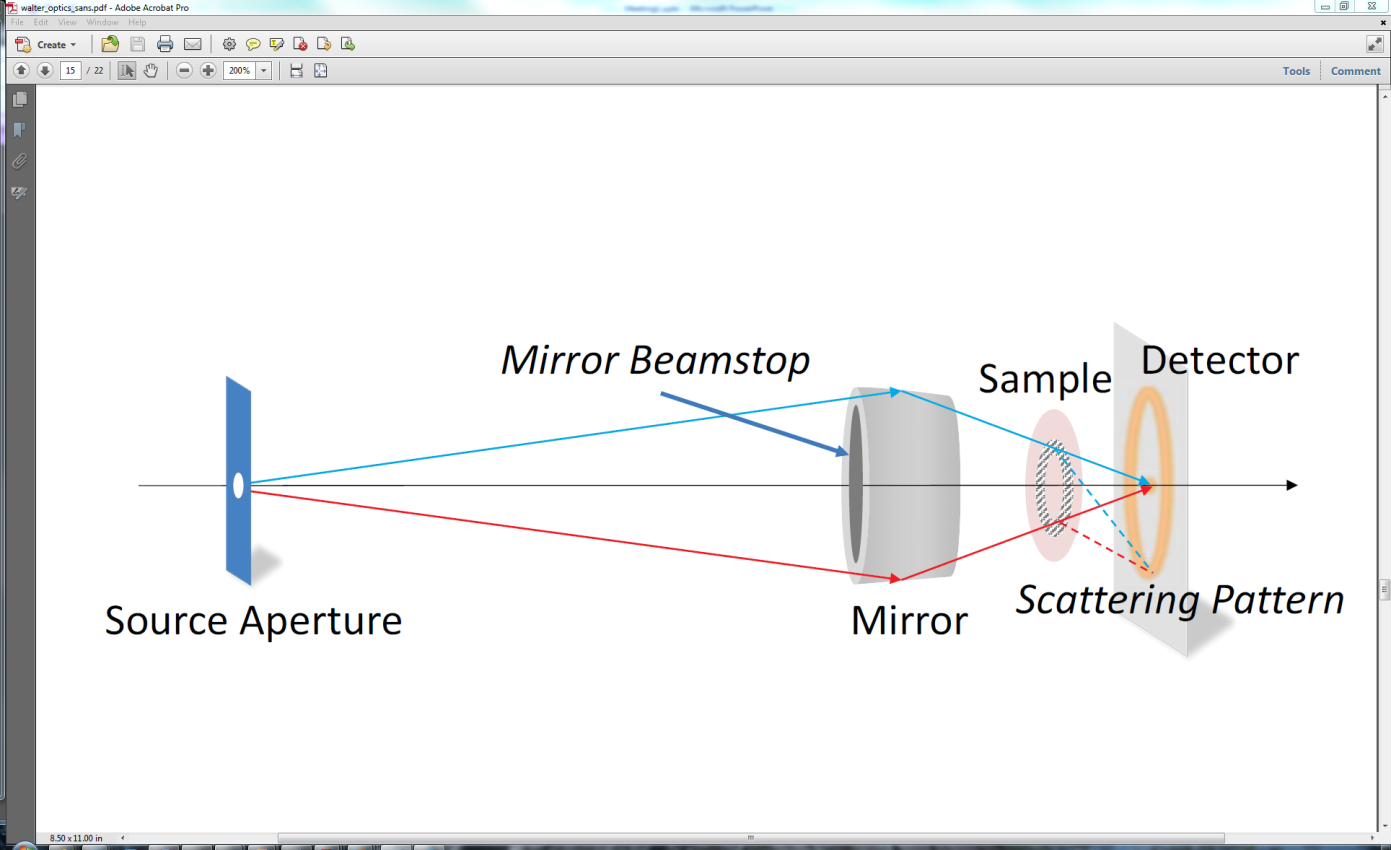 walter_optics_sans.pdf - Adobe Acrobat Pro
File Edit View Window Help
Create
15 / 22
200%
Tools
Comment
Mirror Beamstop
Detector
Sample
Source Aperture
Mirror
Scattering Pattern
8.50 x 11.00 in